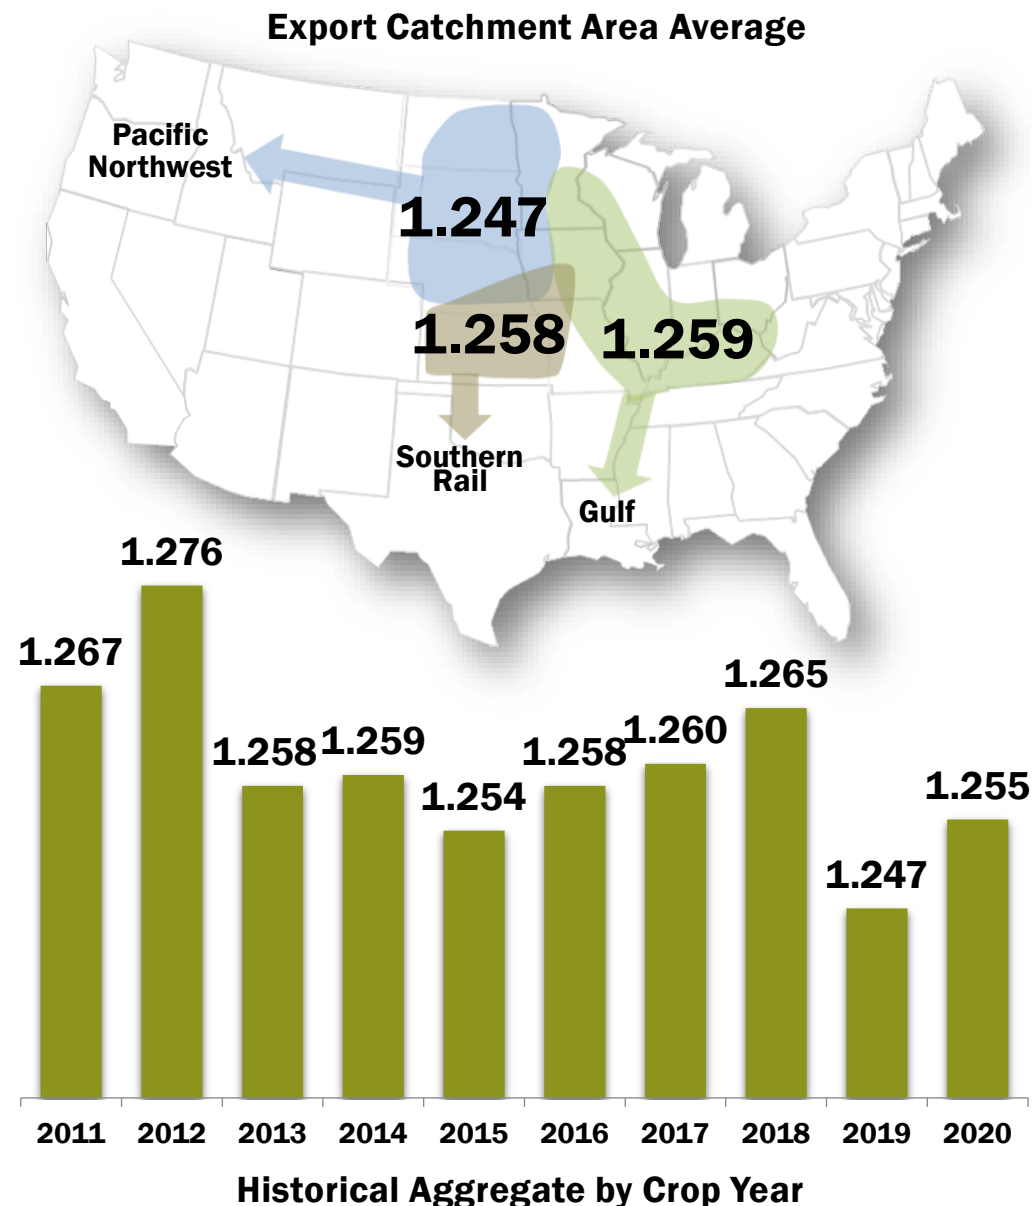 Export Catchment Area Average
Pacific
Northwest
1.247
1.258
1.259
Southern
Rail
Gulf
1.267
1.276
1.258
1.259
1.254
1.258
1.260
1.265
1.247
1.255
2011 2012 2013 2014 2015 2016 2017 2018 2019 2020
Historical Aggregate by Crop Year